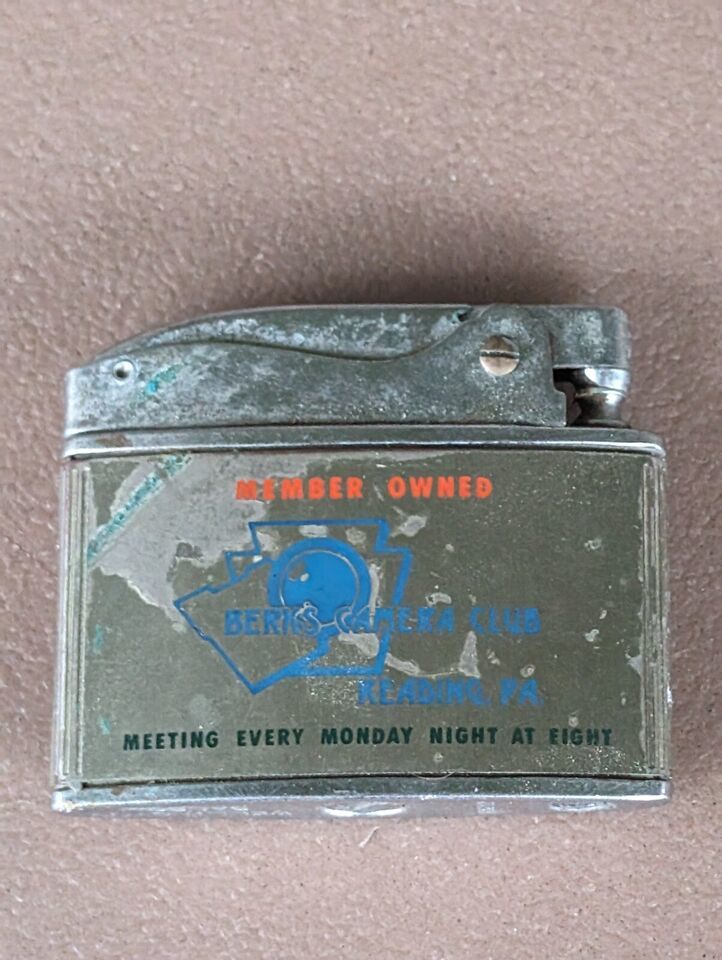 MEMBER OWNED
BERKS CAMERA CLUB
READING, PA.
MEETING EVERY MONDAY NIGHT AT EIGHT